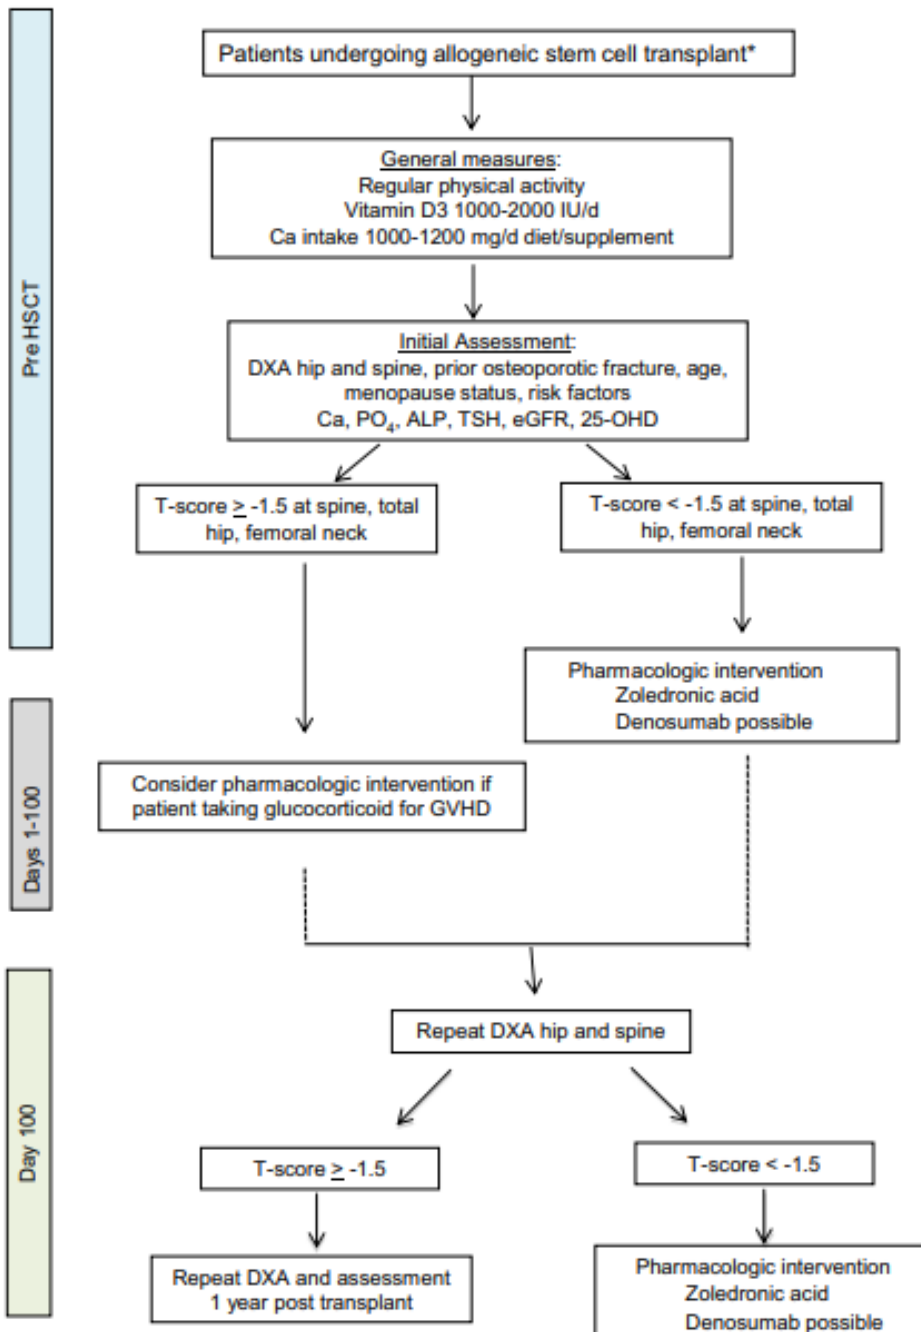 Patients undergoing allogeneic stem cell transplant*
General measures:
Regular physical activity
Vitamin D3 1000-2000 IU/d
Ca intake 1000-1200 mg/d diet/supplement
Pre HSCT
Initial Assessment:
DXA hip and spine, prior osteoporotic fracture, age,
menopause status, risk factors
Ca, PO₄, ALP, TSH, eGFR, 25-OHD
T-score ≥ -1.5 at spine, total
hip, femoral neck
T-score < -1.5 at spine, total
hip, femoral neck
Pharmacologic intervention
Zoledronic acid
Denosumab possible
Days 1-100
Consider pharmacologic intervention if
patient taking glucocorticoid for GVHD
Day 100
Repeat DXA hip and spine
T-score ≥ -1.5
T-score < -1.5
Repeat DXA and assessment
1 year post transplant
Pharmacologic intervention
Zoledronic acid
Denosumab possible